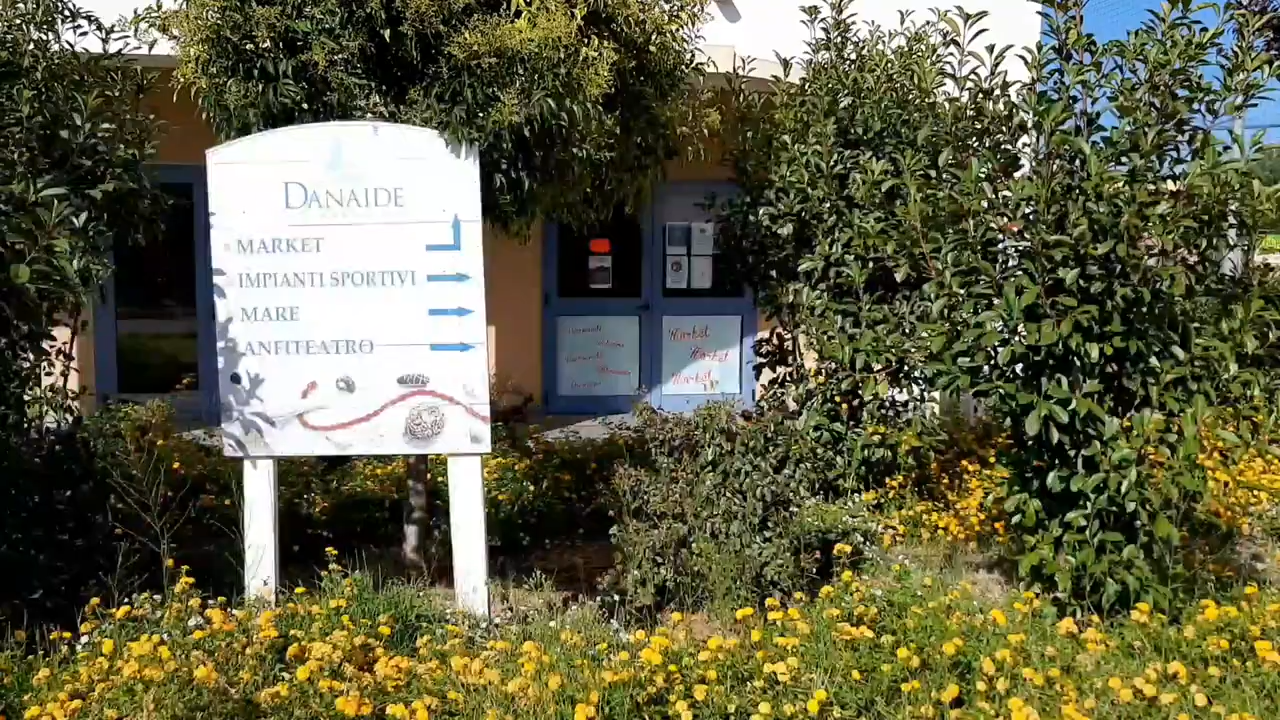 DANAIDE
MARKET
IMPIANTI SPORTIVI
MARE
ANFITEATRO
Market
Market
Market